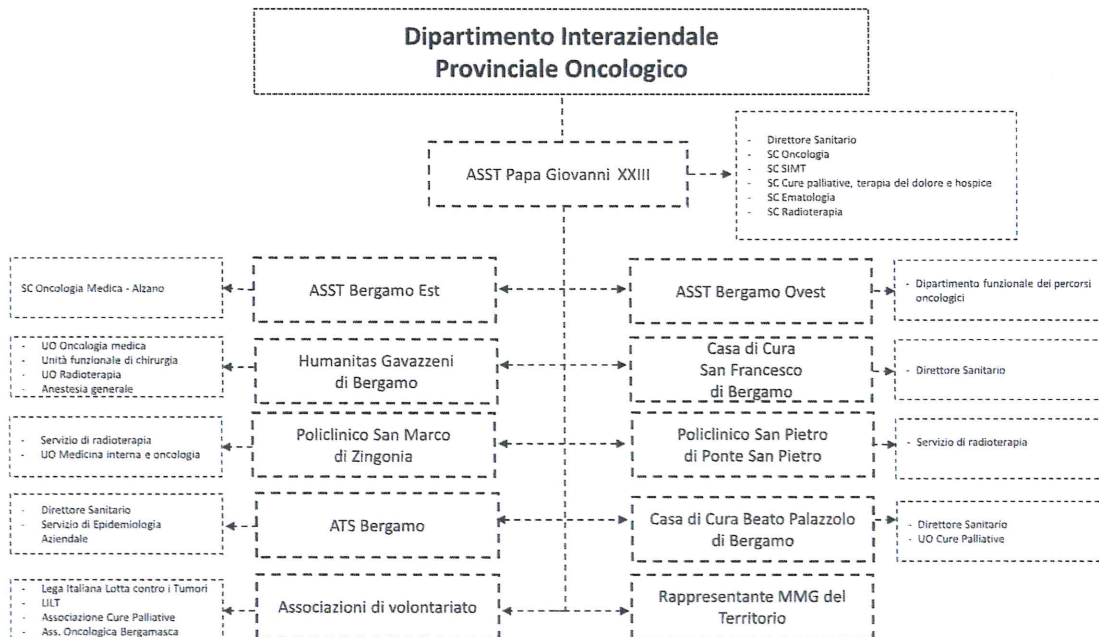 Dipartimento Interaziendale
Provinciale Oncologico
ASST Papa Giovanni XXIII
- Direttore Sanitario
- SC Oncologia
- SC SIMT
- SC Cure palliative, terapia del dolore e hospice
- SC Ematologia
- SC Radioterapia
SC Oncologia Medica - Alzano
ASST Bergamo Est
ASST Bergamo Ovest
- Dipartimento funzionale dei percorsi
oncologici
- UO Oncologia medica
- Unità funzionale di chirurgia
- UO Radioterapia
- Anestesia generale
Humanitas Gavazzeni
di Bergamo
Casa di Cura
San Francesco
di Bergamo
- Direttore Sanitario
- Servizio di radioterapia
- UO Medicina interna e oncologia
Policlinico San Marco
di Zingonia
Policlinico San Pietro
di Ponte San Pietro
- Servizio di radioterapia
- Direttore Sanitario
- Servizio di Epidemiologia
Aziendale
ATS Bergamo
Casa di Cura Beato Palazzolo
di Bergamo
- Direttore Sanitario
- UO Cure Palliative
- Lega Italiana Lotta contro i Tumori
- LILT
- Associazione Cure Palliative
- Ass. Oncologica Bergamasca
Associazioni di volontariato
Rappresentante MMG del
Territorio